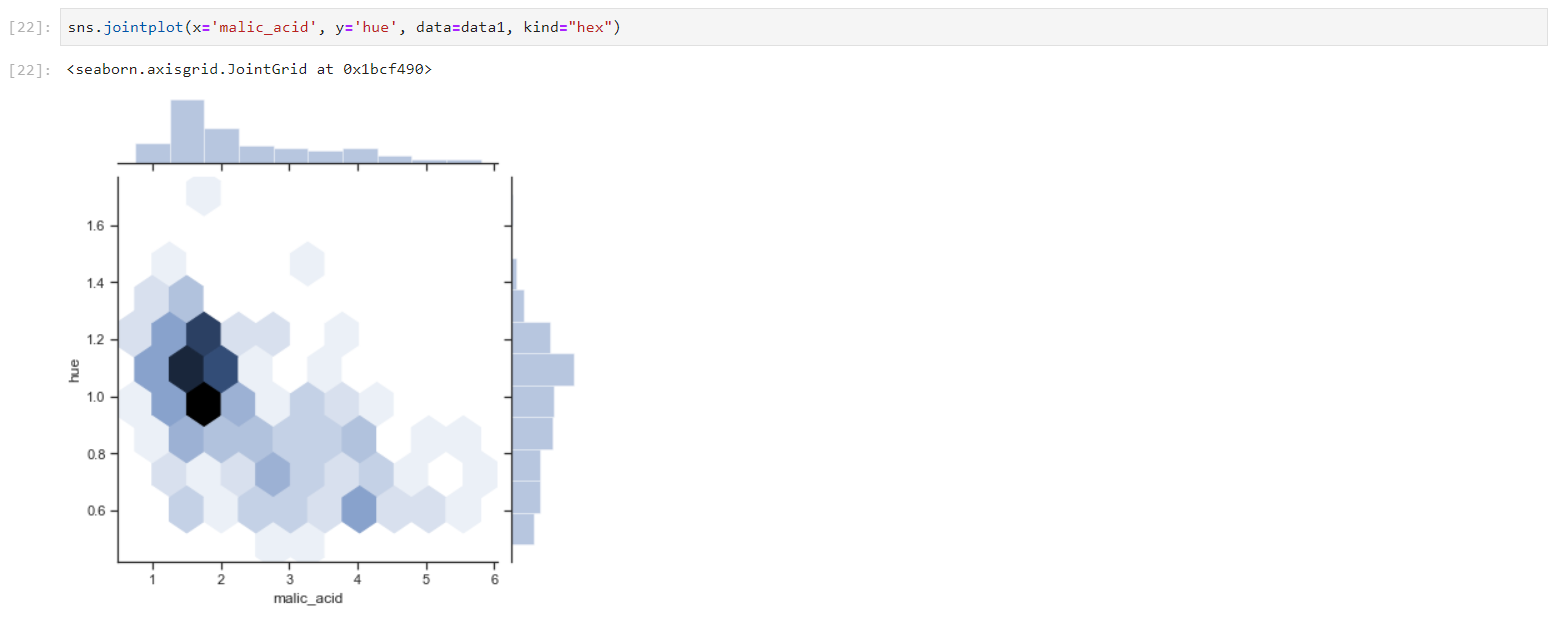 [22]: sns.jointplot(x='malic_acid', y='hue', data=data1, kind="hex")
[22]: <seaborn.axisgrid.JointGrid at 0x1bcf490>
1.6
1.4
1.2
hue
1.0
0.8
0.6
1 2 3 4 5 6
malic_acid